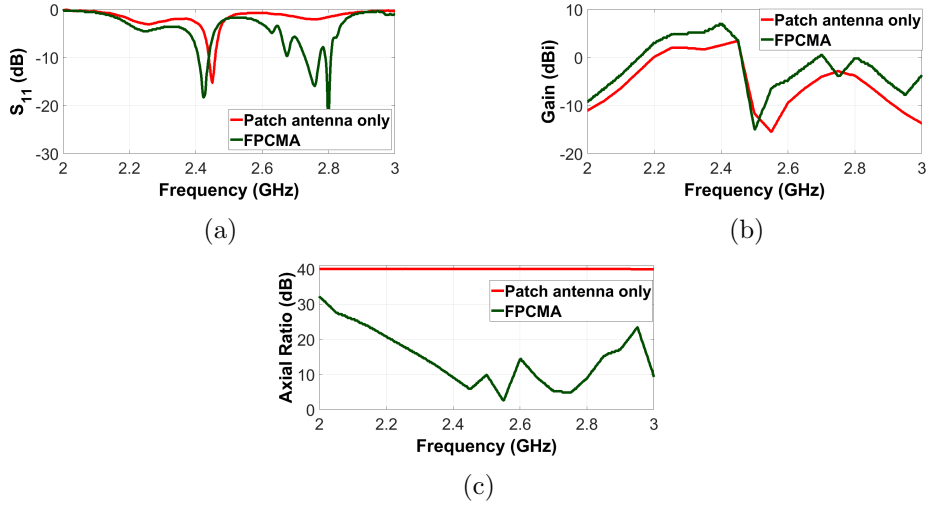 0
-10
-20
-30
S11 (dB)
Patch antenna only
FPCMA
2 2.2 2.4 2.6 2.8 3
Frequency (GHz)
(a)
10
0
-10
-20
Gain (dBi)
Patch antenna only
FPCMA
2 2.2 2.4 2.6 2.8 3
Frequency (GHz)
(b)
40
30
20
10
0
Axial Ratio (dB)
Patch antenna only
FPCMA
2 2.2 2.4 2.6 2.8 3
Frequency (GHz)
(c)